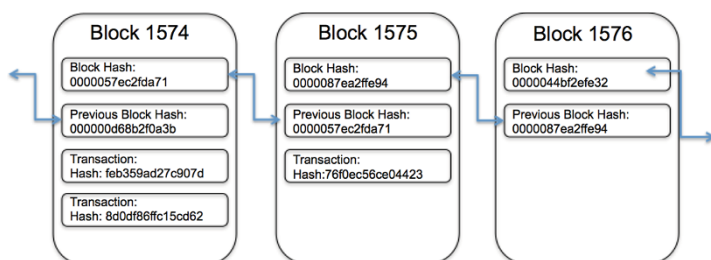 Block 1574
Block Hash:
0000057ec2fda71
Previous Block Hash:
000000d68b2f0a3b
Transaction:
Hash: feb359ad27c907d
Transaction:
Hash: 8d0df86ffc15cd62
Block 1575
Block Hash:
0000087ea2ffe94
Previous Block Hash:
0000057ec2fda71
Transaction:
Hash:76f0ec56ce04423
Block 1576
Block Hash:
0000044bf2efe32
Previous Block Hash:
0000087ea2ffe94